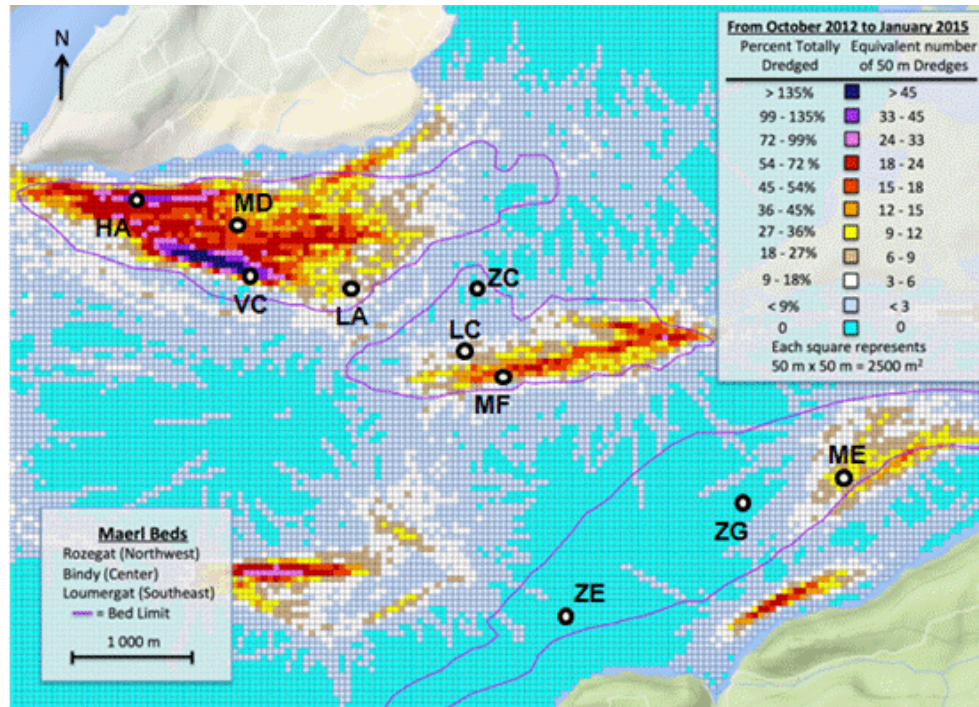 N
From October 2012 to January 2015
Percent Totally Dredged Equivalent number of 50 m Dredges
> 135% > 45
99 - 135% 33 - 45
72 - 99% 24 - 33
54 - 72 % 18 - 24
45 - 54% 15 - 18
36 - 45% 12 - 15
27 - 36% 9 - 12
18 - 27% 6 - 9
9 - 18% 3 - 6
< 9% < 3
0 0
Each square represents
50 m x 50 m = 2500 m²
HA
MD
VC
LA
ZC
LC
MF
ME
ZG
ZE
Maerl Beds
Rozegat (Northwest)
Bindy (Center)
Loumergat (Southeast)
= Bed Limit
1 000 m